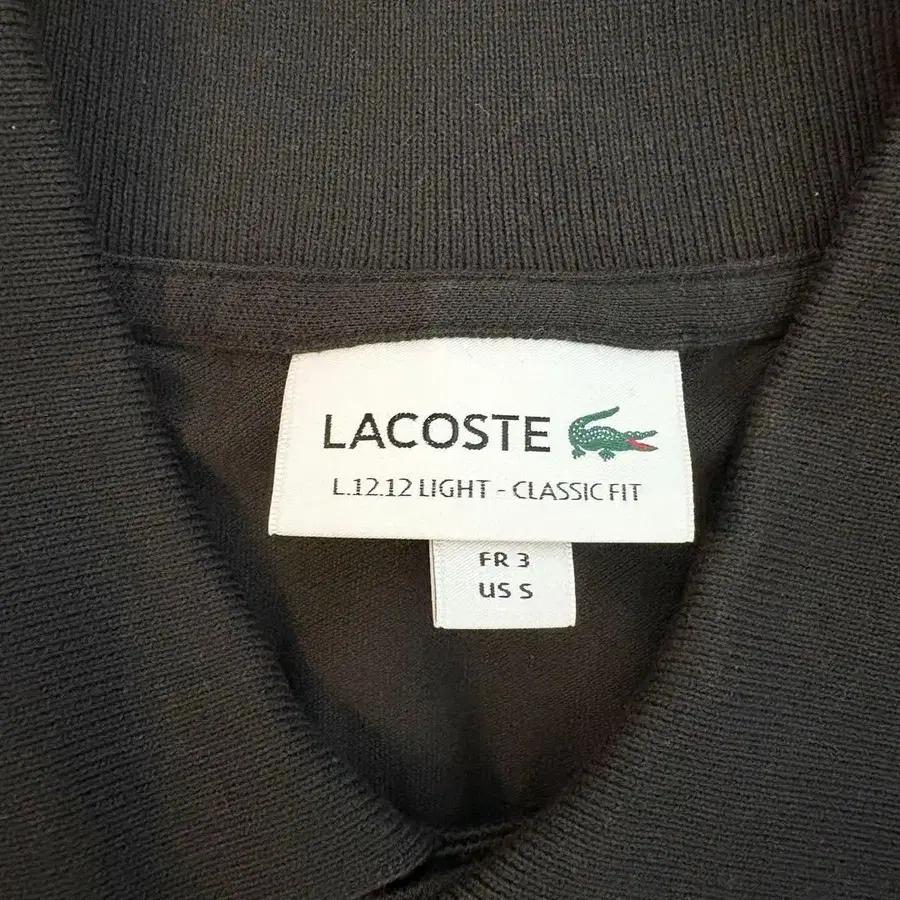 LACOSTE
L.12.12 LIGHT - CLASSIC FIT
FR 3
US S